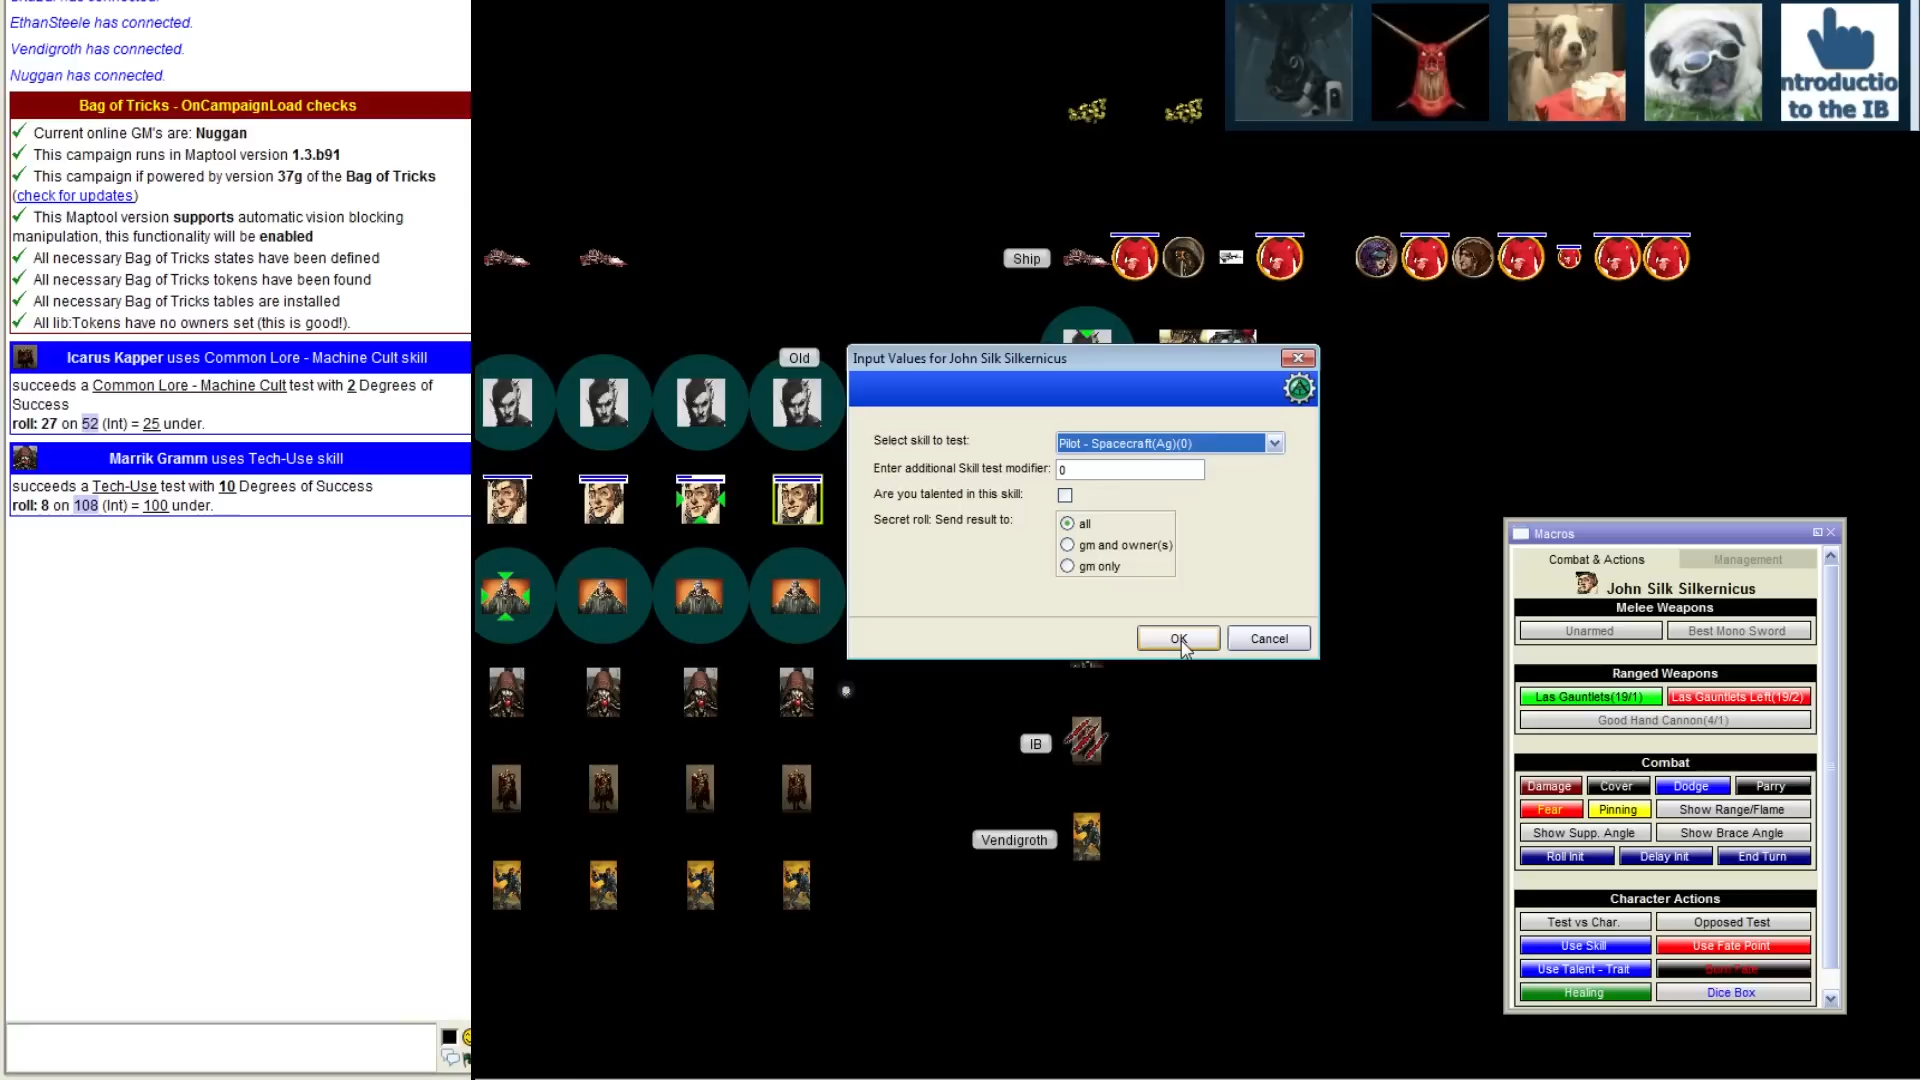 EthanSteele has connected.
Vendigroth has connected.
Nuggan has connected.
Bag of Tricks - OnCampaignLoad checks
Current online GM's are: Nuggan
This campaign runs in Maptool version 1.3.b91
This campaign if powered by version 37g of the Bag of Tricks
(check for updates)
This Maptool version supports automatic vision blocking
manipulation, this functionality will be enabled
All necessary Bag of Tricks states have been defined
All necessary Bag of Tricks tokens have been found
All necessary Bag of Tricks tables are installed
All lib:Tokens have no owners set (this is good!).
Icarus Kapper uses Common Lore - Machine Cult skill
succeeds a Common Lore - Machine Cult test with 2 Degrees of
Success
roll: 27 on 52 (Int) = 25 under.
Marrik Gramm uses Tech-Use skill
succeeds a Tech-Use test with 10 Degrees of Success
roll: 8 on 108 (Int) = 100 under.
ntroductio
to the IB
Ship
Old
IB
Vendigroth
Input Values for John Silk Silkernicus
Select skill to test:
Pilot - Spacecraft(Ag)(0)
Enter additional Skill test modifier:
0
Are you talented in this skill:
Secret roll: Send result to:
all
gm and owner(s)
gm only
OK
Cancel
Macros
Combat & Actions
Management
John Silk Silkernicus
Melee Weapons
Unarmed
Best Mono Sword
Ranged Weapons
Las Gauntlets(19/1)
Las Gauntlets Left(19/2)
Good Hand Cannon(4/1)
Combat
Damage
Cover
Dodge
Parry
Fear
Pinning
Show Range/Flame
Show Supp. Angle
Show Brace Angle
Roll Init
Delay Init
End Turn
Character Actions
Test vs Char.
Opposed Test
Use Skill
Use Fate Point
Use Talent - Trait
Burn Fate
Healing
Dice Box